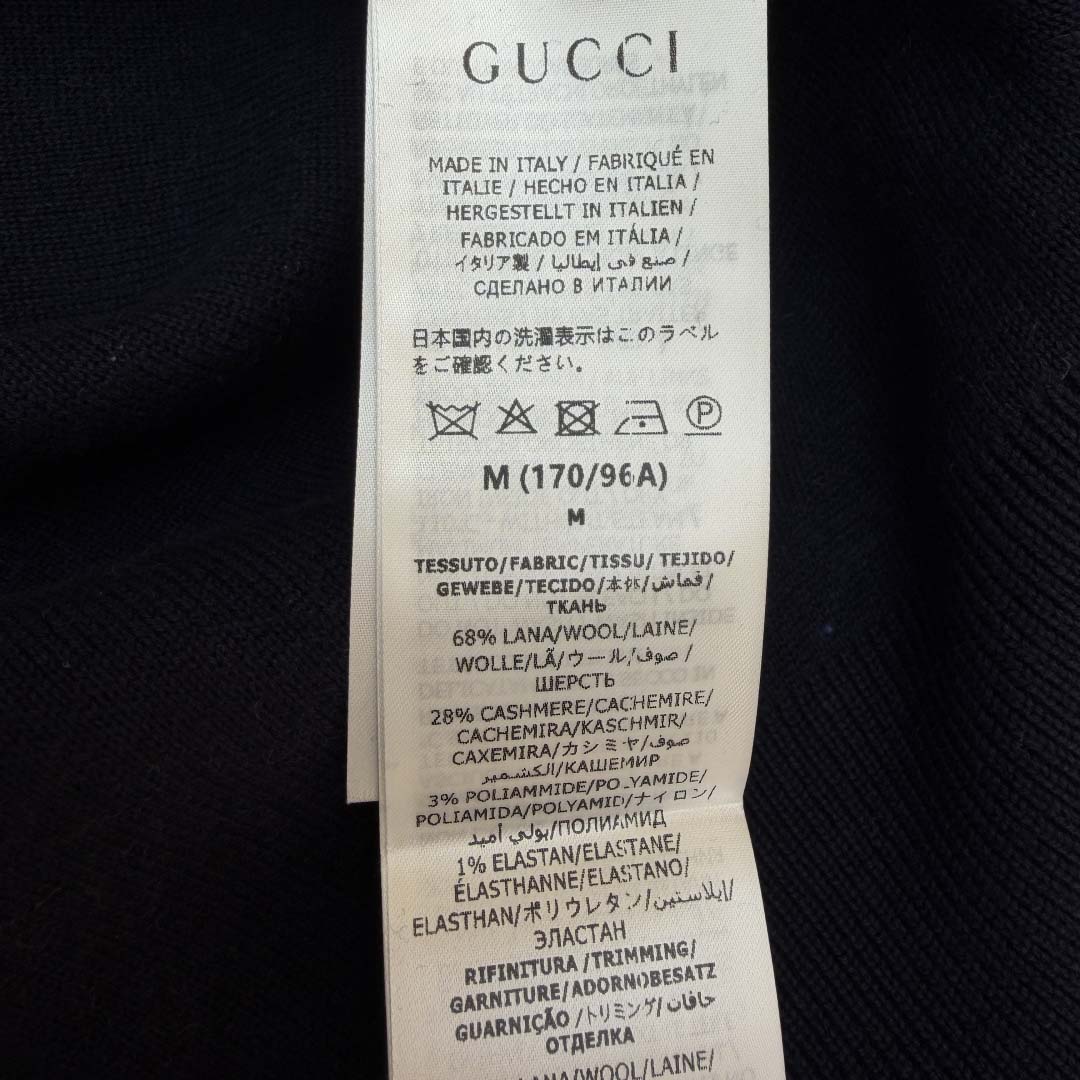 GUCCI
MADE IN ITALY / FABRIQUÉ EN
ITALIE / HECHO EN ITALIA /
HERGESTELLT IN ITALIEN /
FABRICADO EM ITÁLIA /
イタリア製 / صنع في إيطاليا /
СДЕЛАНО В ИТАЛИИ
日本国内の洗濯表示はこのラベル
をご確認ください。
P
M (170/96A)
M
TESSUTO/FABRIC/TISSU/ TEJIDO/
GEWEBE/TECIDO/本体/قماش/
ТКАНЬ
68% LANA/WOOL/LAINE/
WOLLE/LÃ/ウール/صوف/
ШЕРСТЬ
28% CASHMERE/CACHEMIRE/
CACHEMIRA/KASCHMIR/
CAXEMIRA/カシミヤ/صوف
الكشمير/КАШЕМИР
3% POLIAMMIDE/POLYAMIDE/
POLIAMIDA/POLYAMID/ナイロン/
بولي أميد/ПОЛИАМИД
1% ELASTAN/ELASTANE/
ÉLASTHANNE/ELASTANO/
ELASTHAN/ポリウレタン/إيلاستين/
ЭЛАСТАН
RIFINITURA /TRIMMING/
GARNITURE/ADORNOBESATZ
GUARNIÇÃO /トリミング/حافات
ОТДЕЛКА
LANA/WOOL/LAINE/